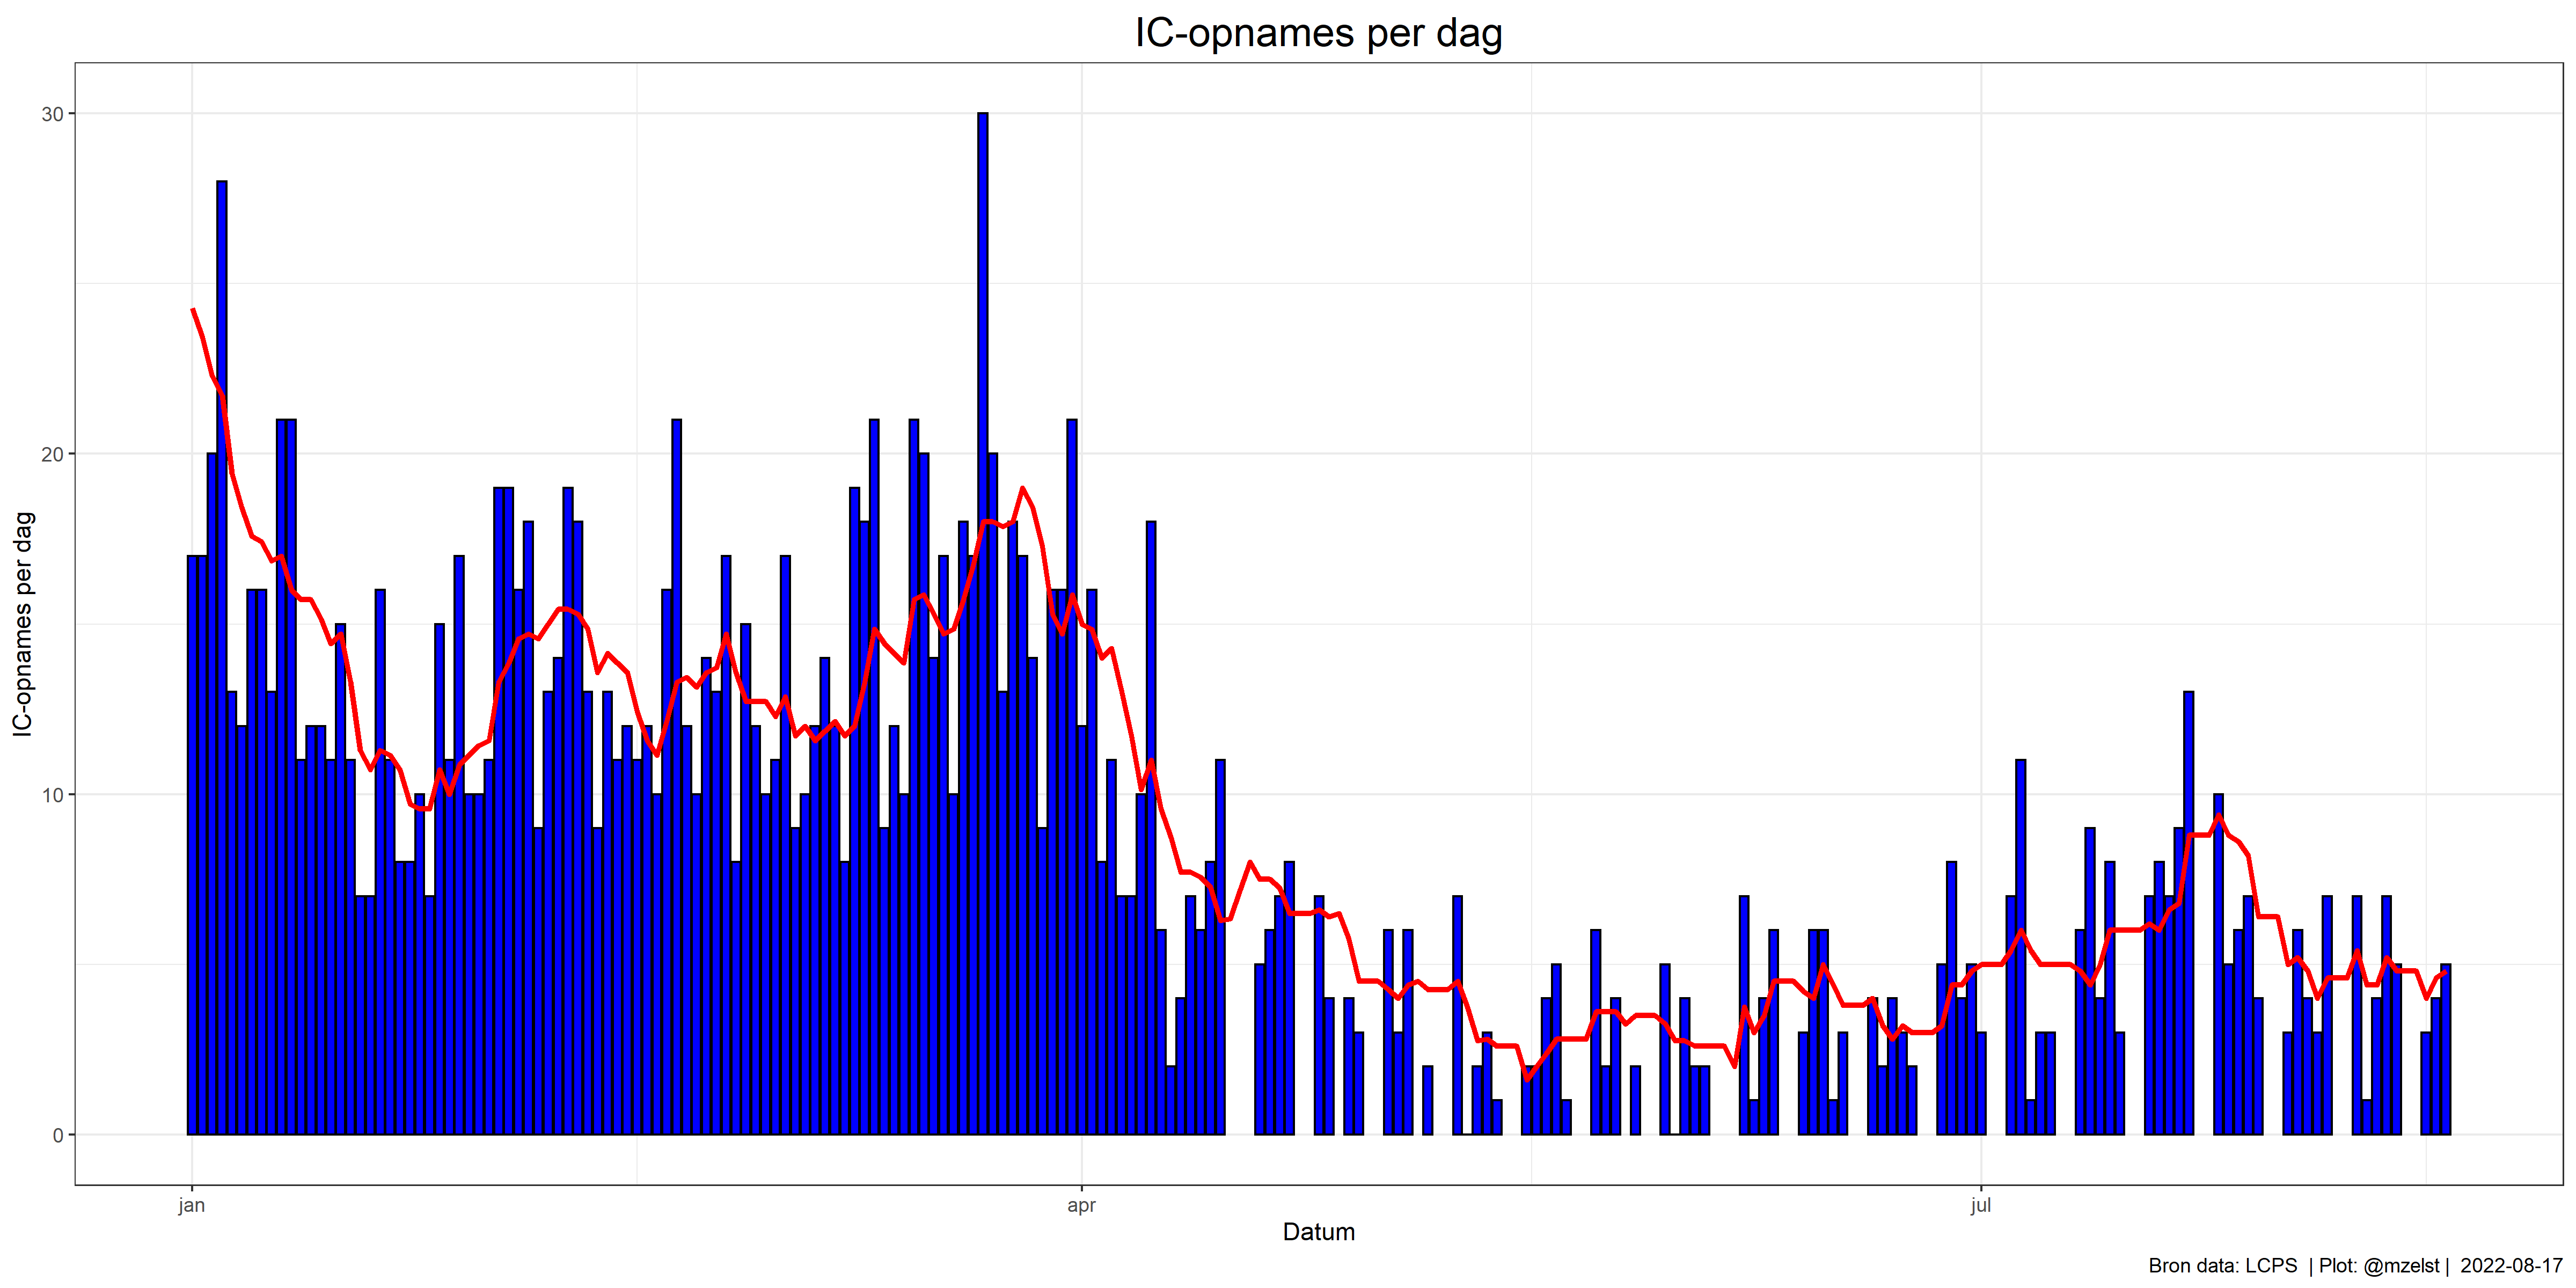 IC-opnames per dag
30
20
10
0
IC-opnames per dag
jan
apr
jul
Datum
Bron data: LCPS | Plot: @mzelst | 2022-08-17